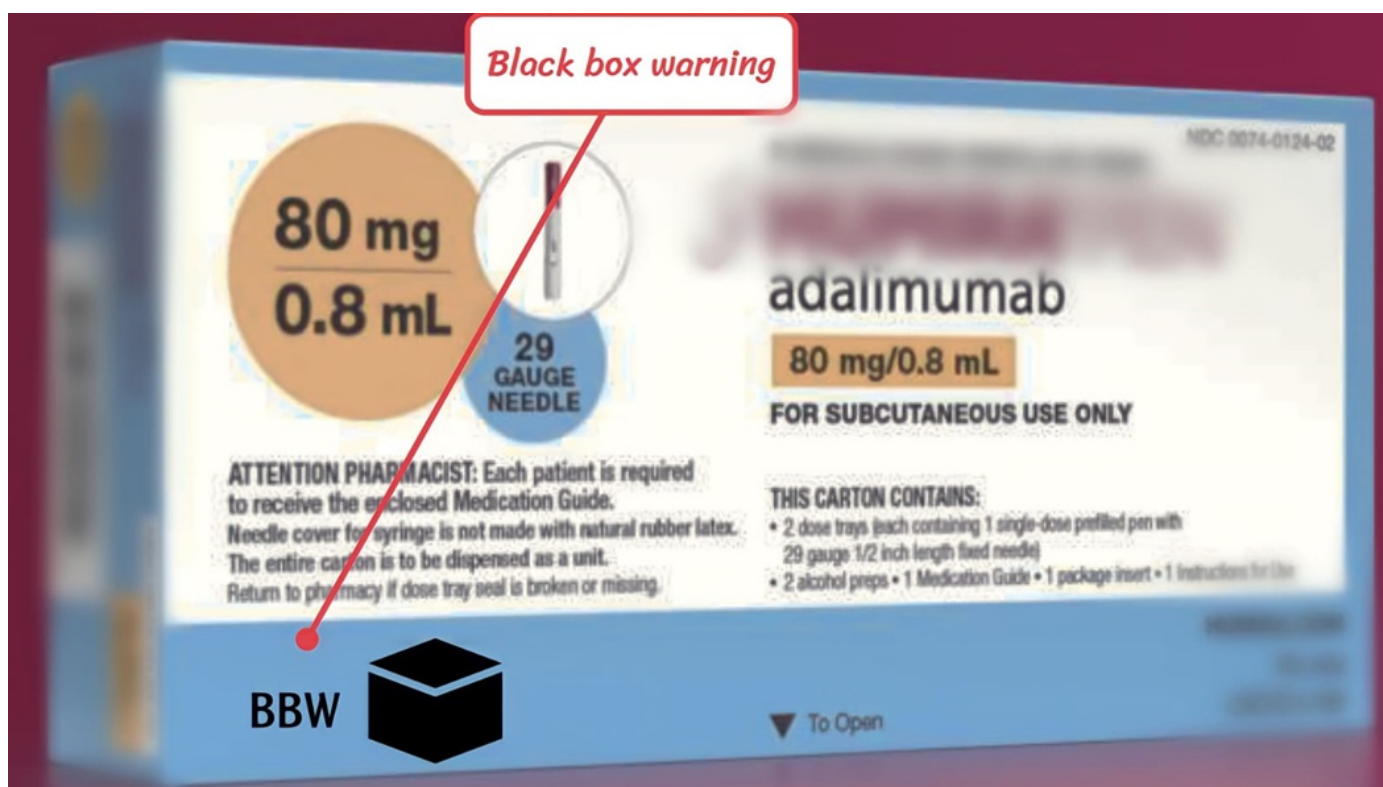 Black box warning
NDC 0074-0124-02
80 mg
0.8 mL
29
GAUGE
NEEDLE
adalimumab
80 mg/0.8 mL
FOR SUBCUTANEOUS USE ONLY
ATTENTION PHARMACIST: Each patient is required
to receive the enclosed Medication Guide.
Needle cover for syringe is not made with natural rubber latex.
The entire carton is to be dispensed as a unit.
Return to pharmacy if dose tray seal is broken or missing.
THIS CARTON CONTAINS:
• 2 dose trays (each containing 1 single-dose prefilled pen with
29 gauge 1/2 inch length fixed needle)
• 2 alcohol preps • 1 Medication Guide • 1 package insert • 1 Instructions for Use
BBW
To Open